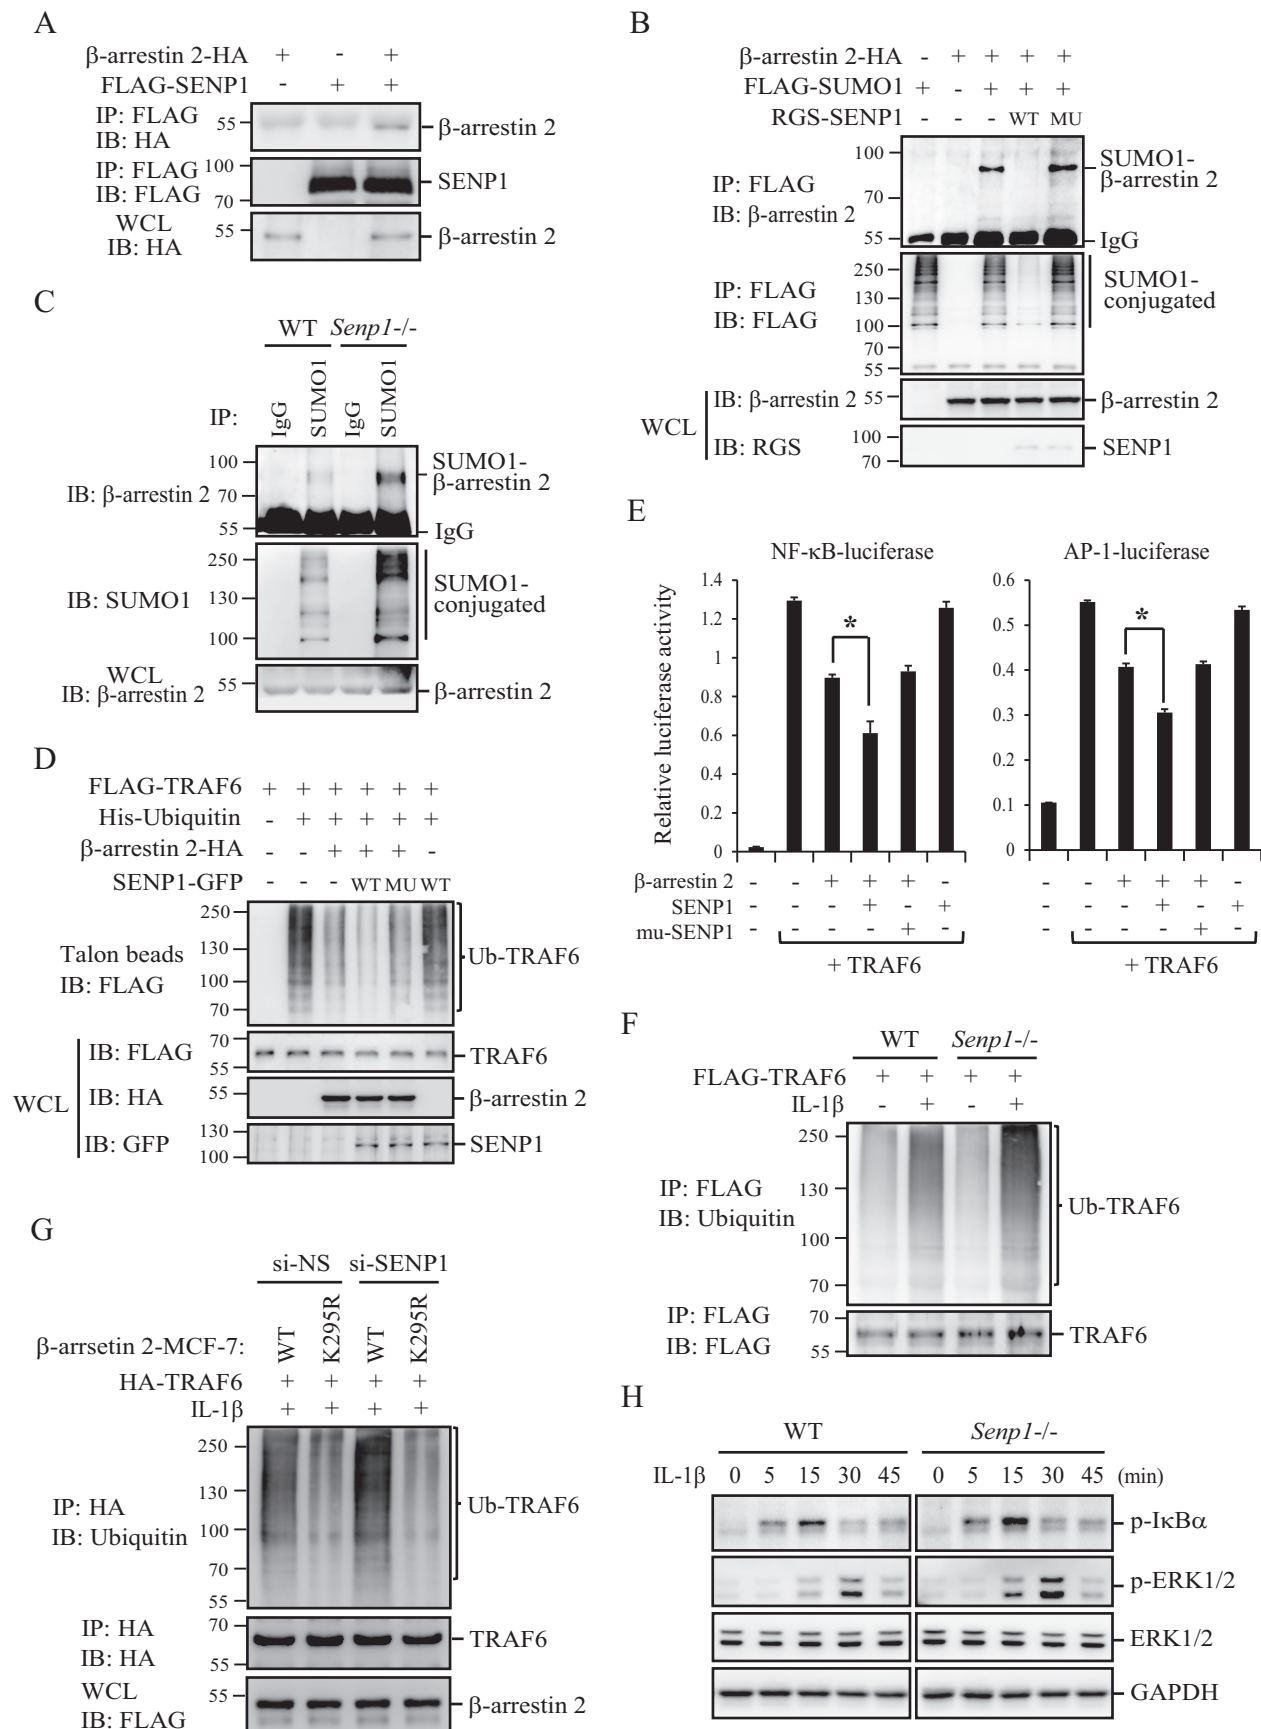 A
β-arrestin 2-HA + - +
FLAG-SENP1 - + +
IP: FLAG
IB: HA
55
β-arrestin 2
IP: FLAG
IB: FLAG
100
70
SENP1
WCL
IB: HA
55
β-arrestin 2
B
β-arrestin 2-HA - + + + +
FLAG-SUMO1 + - + + +
RGS-SENP1 - - - WT MU
IP: FLAG
IB: β-arrestin 2
100
70
55
SUMO1-
β-arrestin 2
IgG
IP: FLAG
IB: FLAG
250
130
100
70
55
SUMO1-
conjugated
WCL
IB: β-arrestin 2
55
β-arrestin 2
IB: RGS
100
70
SENP1
C
WT Senp1-/-
IP: IgG SUMO1 IgG SUMO1
IB: β-arrestin 2
100
70
55
SUMO1-
β-arrestin 2
IgG
IB: SUMO1
250
130
100
SUMO1-
conjugated
WCL
IB: β-arrestin 2
55
β-arrestin 2
D
FLAG-TRAF6 + + + + + +
His-Ubiquitin - + + + + +
β-arrestin 2-HA - - + + + -
SENP1-GFP - - - WT MU WT
Talon beads
IB: FLAG
250
130
100
70
Ub-TRAF6
WCL
IB: FLAG
70
55
TRAF6
IB: HA
55
β-arrestin 2
IB: GFP
130
100
SENP1
E
NF-κB-luciferase
Relative luciferase activity
1.4
1.2
1
0.8
0.6
0.4
0.2
0
*
AP-1-luciferase
0.6
0.5
0.4
0.3
0.2
0.1
0
*
β-arrestin 2 - - + + + - - - + + + -
SENP1 - - - + - + - - - + - +
mu-SENP1 - - - - + - - - - - + -
+ TRAF6
+ TRAF6
F
WT Senp1-/-
FLAG-TRAF6 + + + +
IL-1β - + - +
IP: FLAG
IB: Ubiquitin
250
130
100
70
Ub-TRAF6
IP: FLAG
IB: FLAG
70
55
TRAF6
G
si-NS si-SENP1
β-arrsetin 2-MCF-7: WT K295R WT K295R
HA-TRAF6 + + + +
IL-1β + + + +
IP: HA
IB: Ubiquitin
250
130
100
70
55
Ub-TRAF6
IP: HA
IB: HA
70
55
TRAF6
WCL
IB: FLAG
55
β-arrestin 2
H
WT Senp1-/-
IL-1β 0 5 15 30 45 0 5 15 30 45 (min)
p-IκBα
p-ERK1/2
ERK1/2
GAPDH